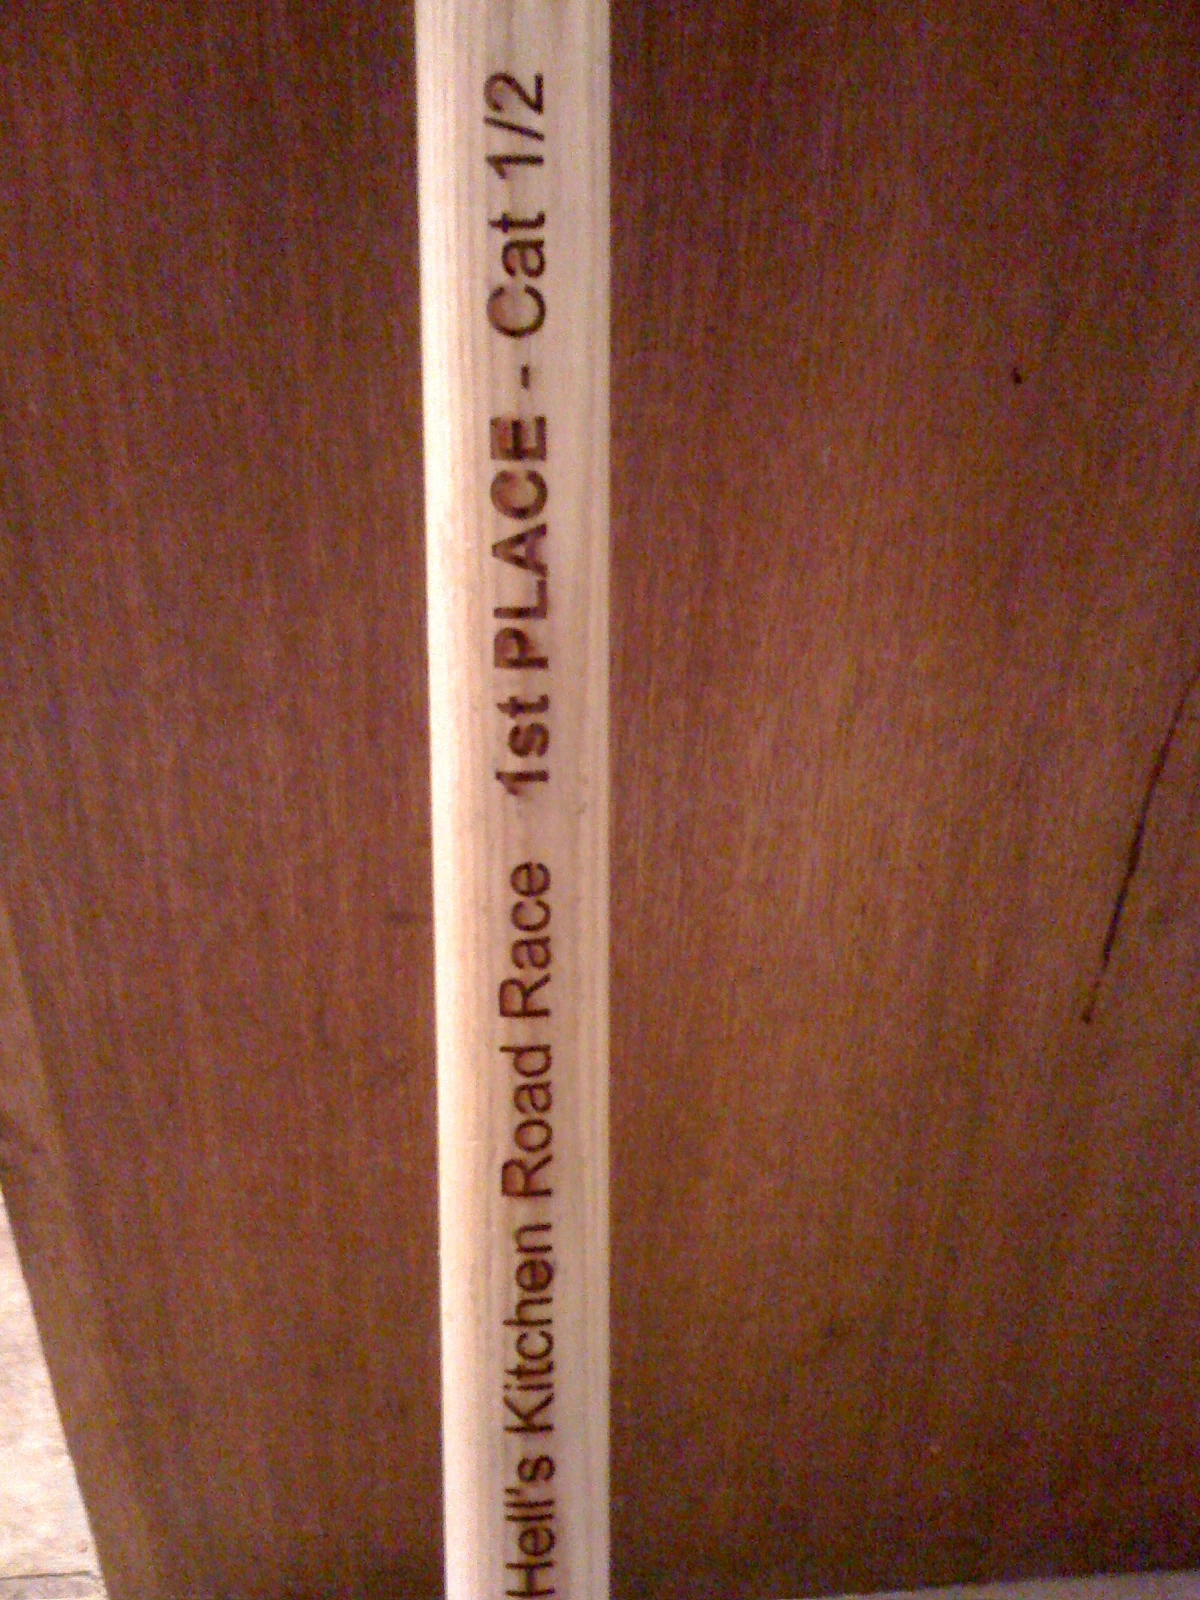 Hell's Kitchen Road Race 1st PLACE - Cat 1/2